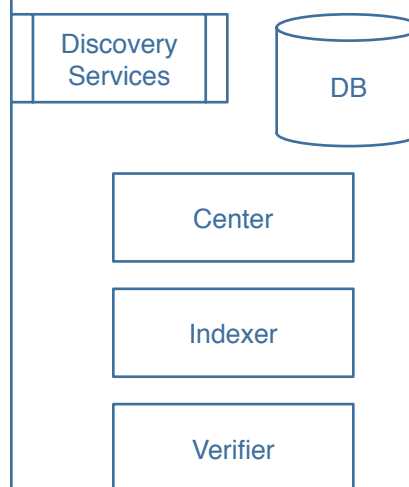 Discovery
Services
DB
Center
Indexer
Verifier